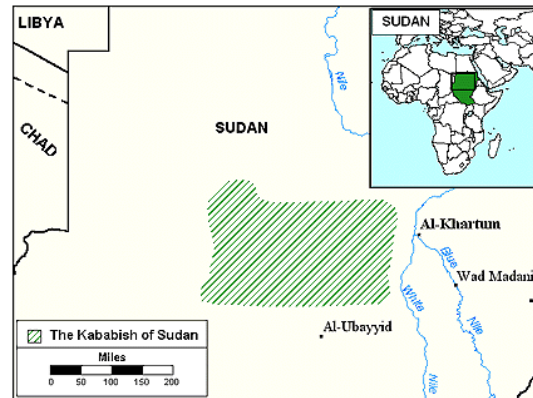 LIBYA
SUDAN
Nile
CHAD
SUDAN
Al-Khartum
Blue
Wad Madani
White
Nile
Al-Ubayyid
Nile
The Kababish of Sudan
Miles
0 50 100 150 200